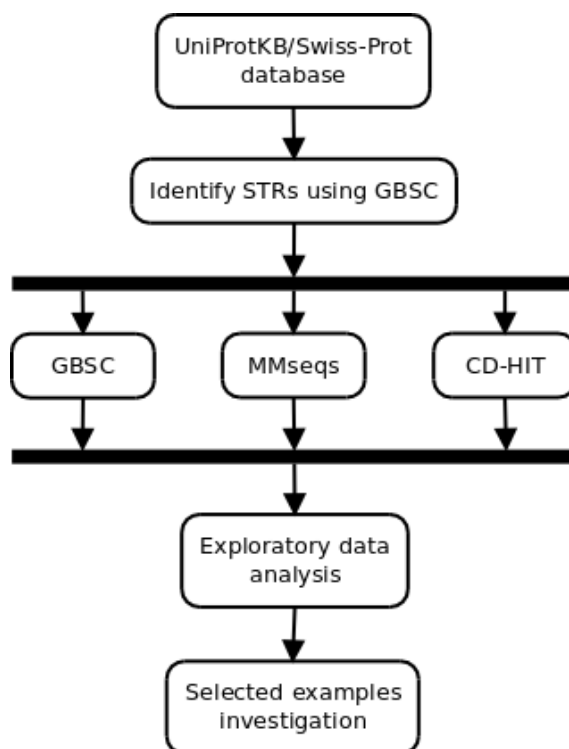 UniProtKB/Swiss-Prot
database
Identify STRs using GBSC
GBSC
MMseqs
CD-HIT
Exploratory data
analysis
Selected examples
investigation